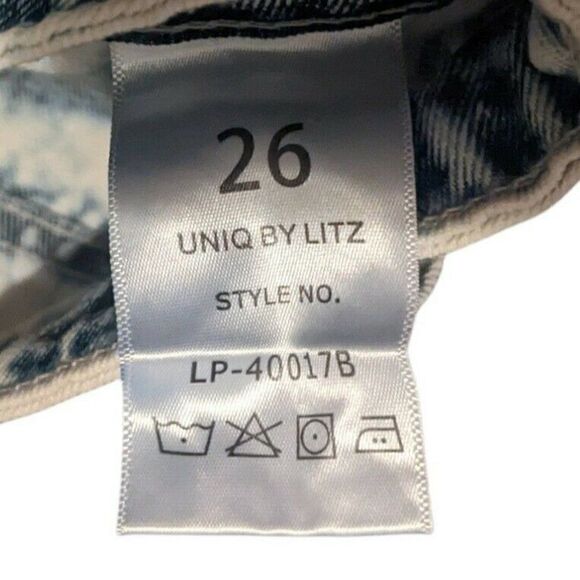 26
UNIQ BY LITZ
STYLE NO.
LP-40017B